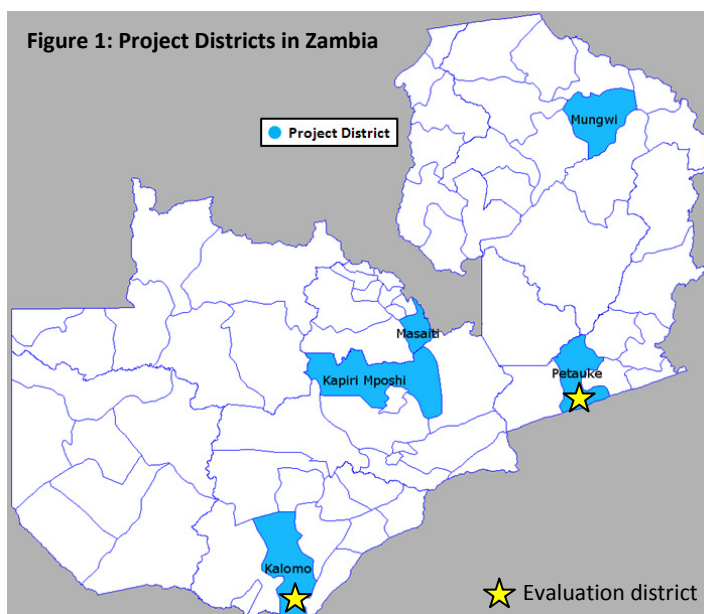 Figure 1: Project Districts in Zambia
Mungwi
Project District
Masaiti
Kapiri Mposhi
Petauke
Kalomo
Evaluation district